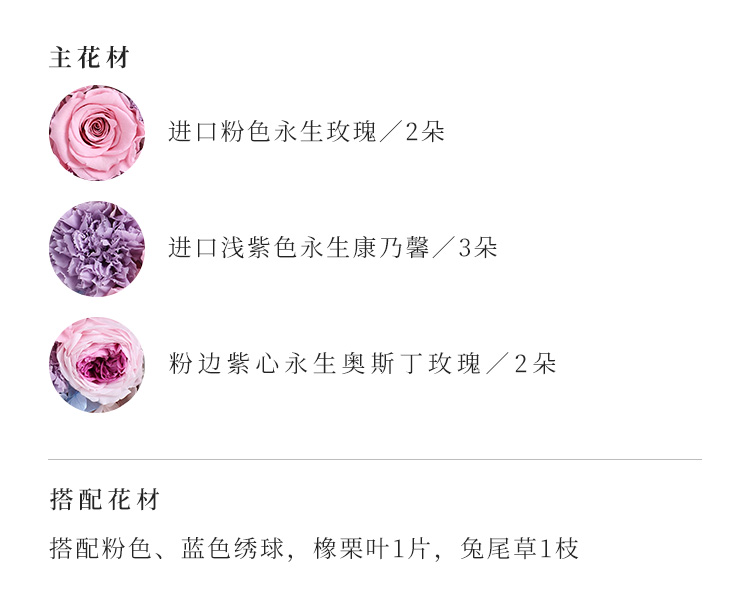 主花材
进口粉色永生玫瑰／2朵
进口浅紫色永生康乃馨／3朵
粉边紫心永生奥斯丁玫瑰／2朵
搭配花材
搭配粉色、蓝色绣球，橡栗叶1片，兔尾草1枝